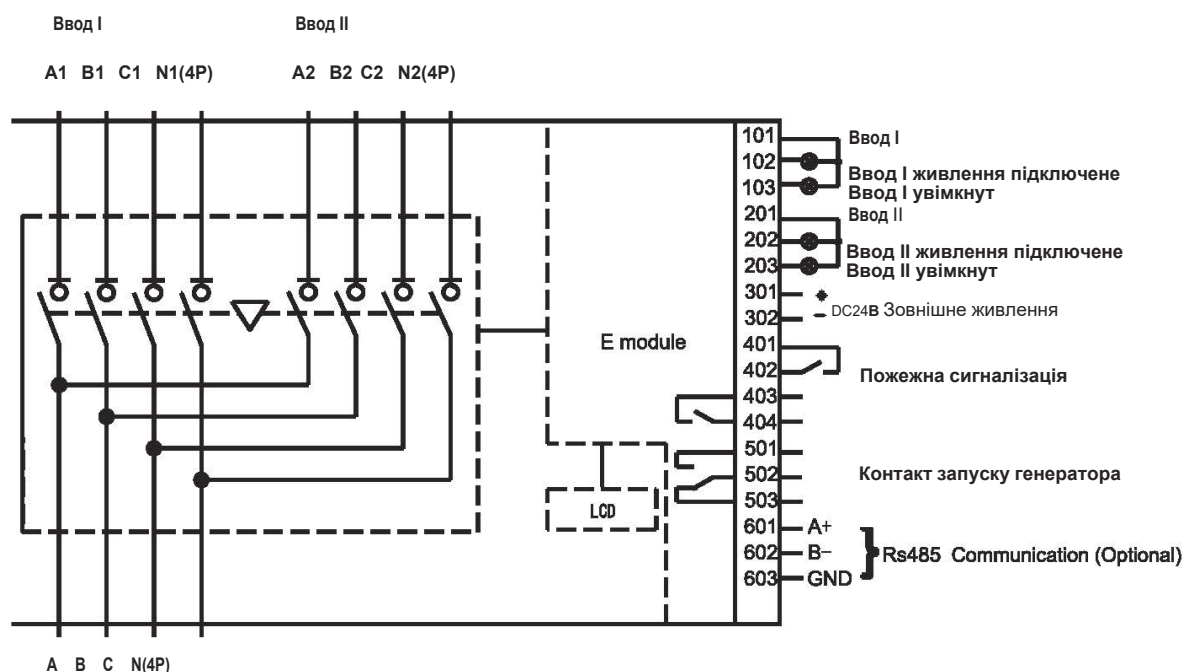 Ввод I Ввод II
A1 B1 C1 N1(4P) A2 B2 C2 N2(4P)
101 Ввод I
102
Ввод I живлення підключене
103
Ввод I увімкнут
201 Ввод II
202
Ввод II живлення підключене
203
Ввод II увімкнут
301 +
302 – DC24В Зовнішне живлення
E module
401
402
Пожежна сигналізація
403
404
501
502 Контакт запуску генератора
503
LCD
601 A+
602 B– Rs485 Communication (Optional)
603 GND
A B C N(4P)